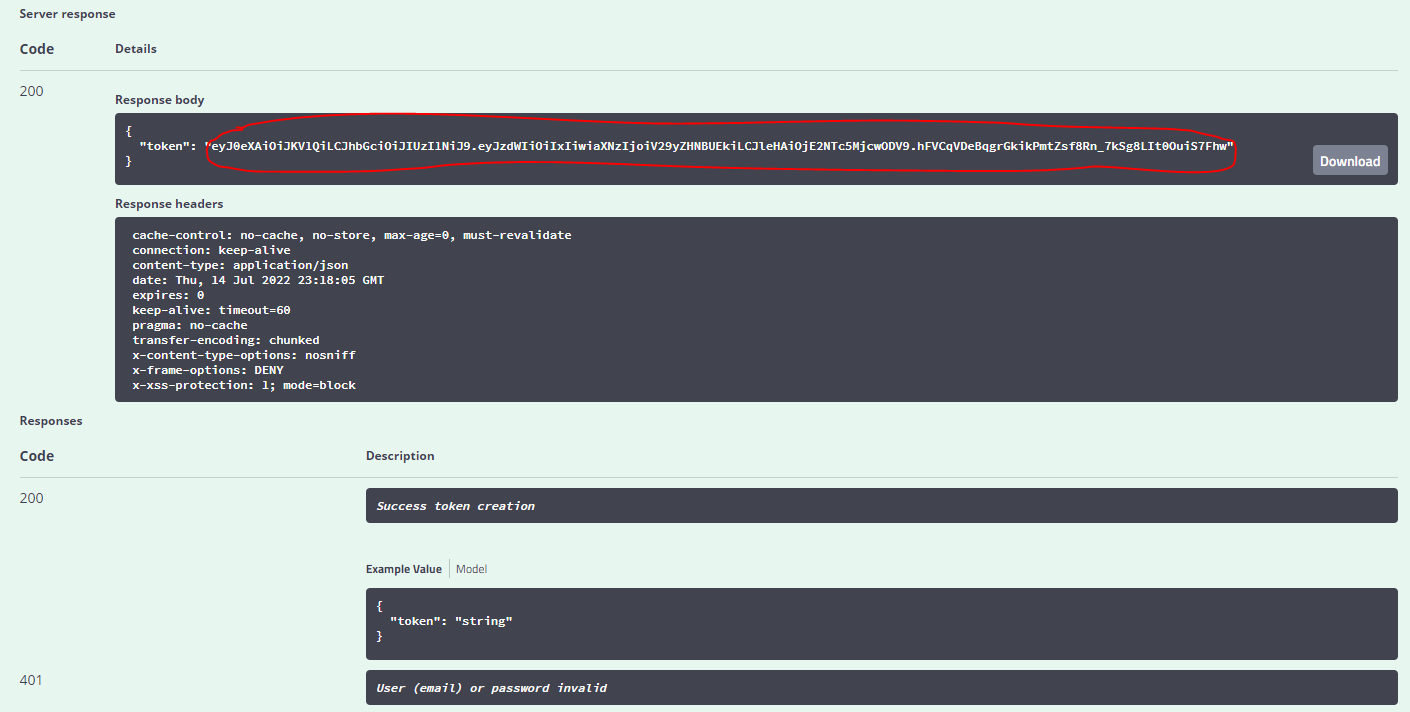 Server response
Code Details
200
Response body
{
"token": "eyJ0eXAiOiJKV1QiLCJhbGciOiJIUzI1NiJ9.eyJzdWIiOiIxIiwiaXNzIjoiV29yZHNBUEkiLCJleHAiOjE2NTc5MjcwODV9.hFVCqVDeBqgrGkikPmtZsf8Rn_7kSg8LIt0OuiS7Fhw"
}
Download
Response headers
cache-control: no-cache, no-store, max-age=0, must-revalidate
connection: keep-alive
content-type: application/json
date: Thu, 14 Jul 2022 23:18:05 GMT
expires: 0
keep-alive: timeout=60
pragma: no-cache
transfer-encoding: chunked
x-content-type-options: nosniff
x-frame-options: DENY
x-xss-protection: 1; mode=block
Responses
Code Description
200
Success token creation
Example Value Model
{
"token": "string"
}
401
User (email) or password invalid